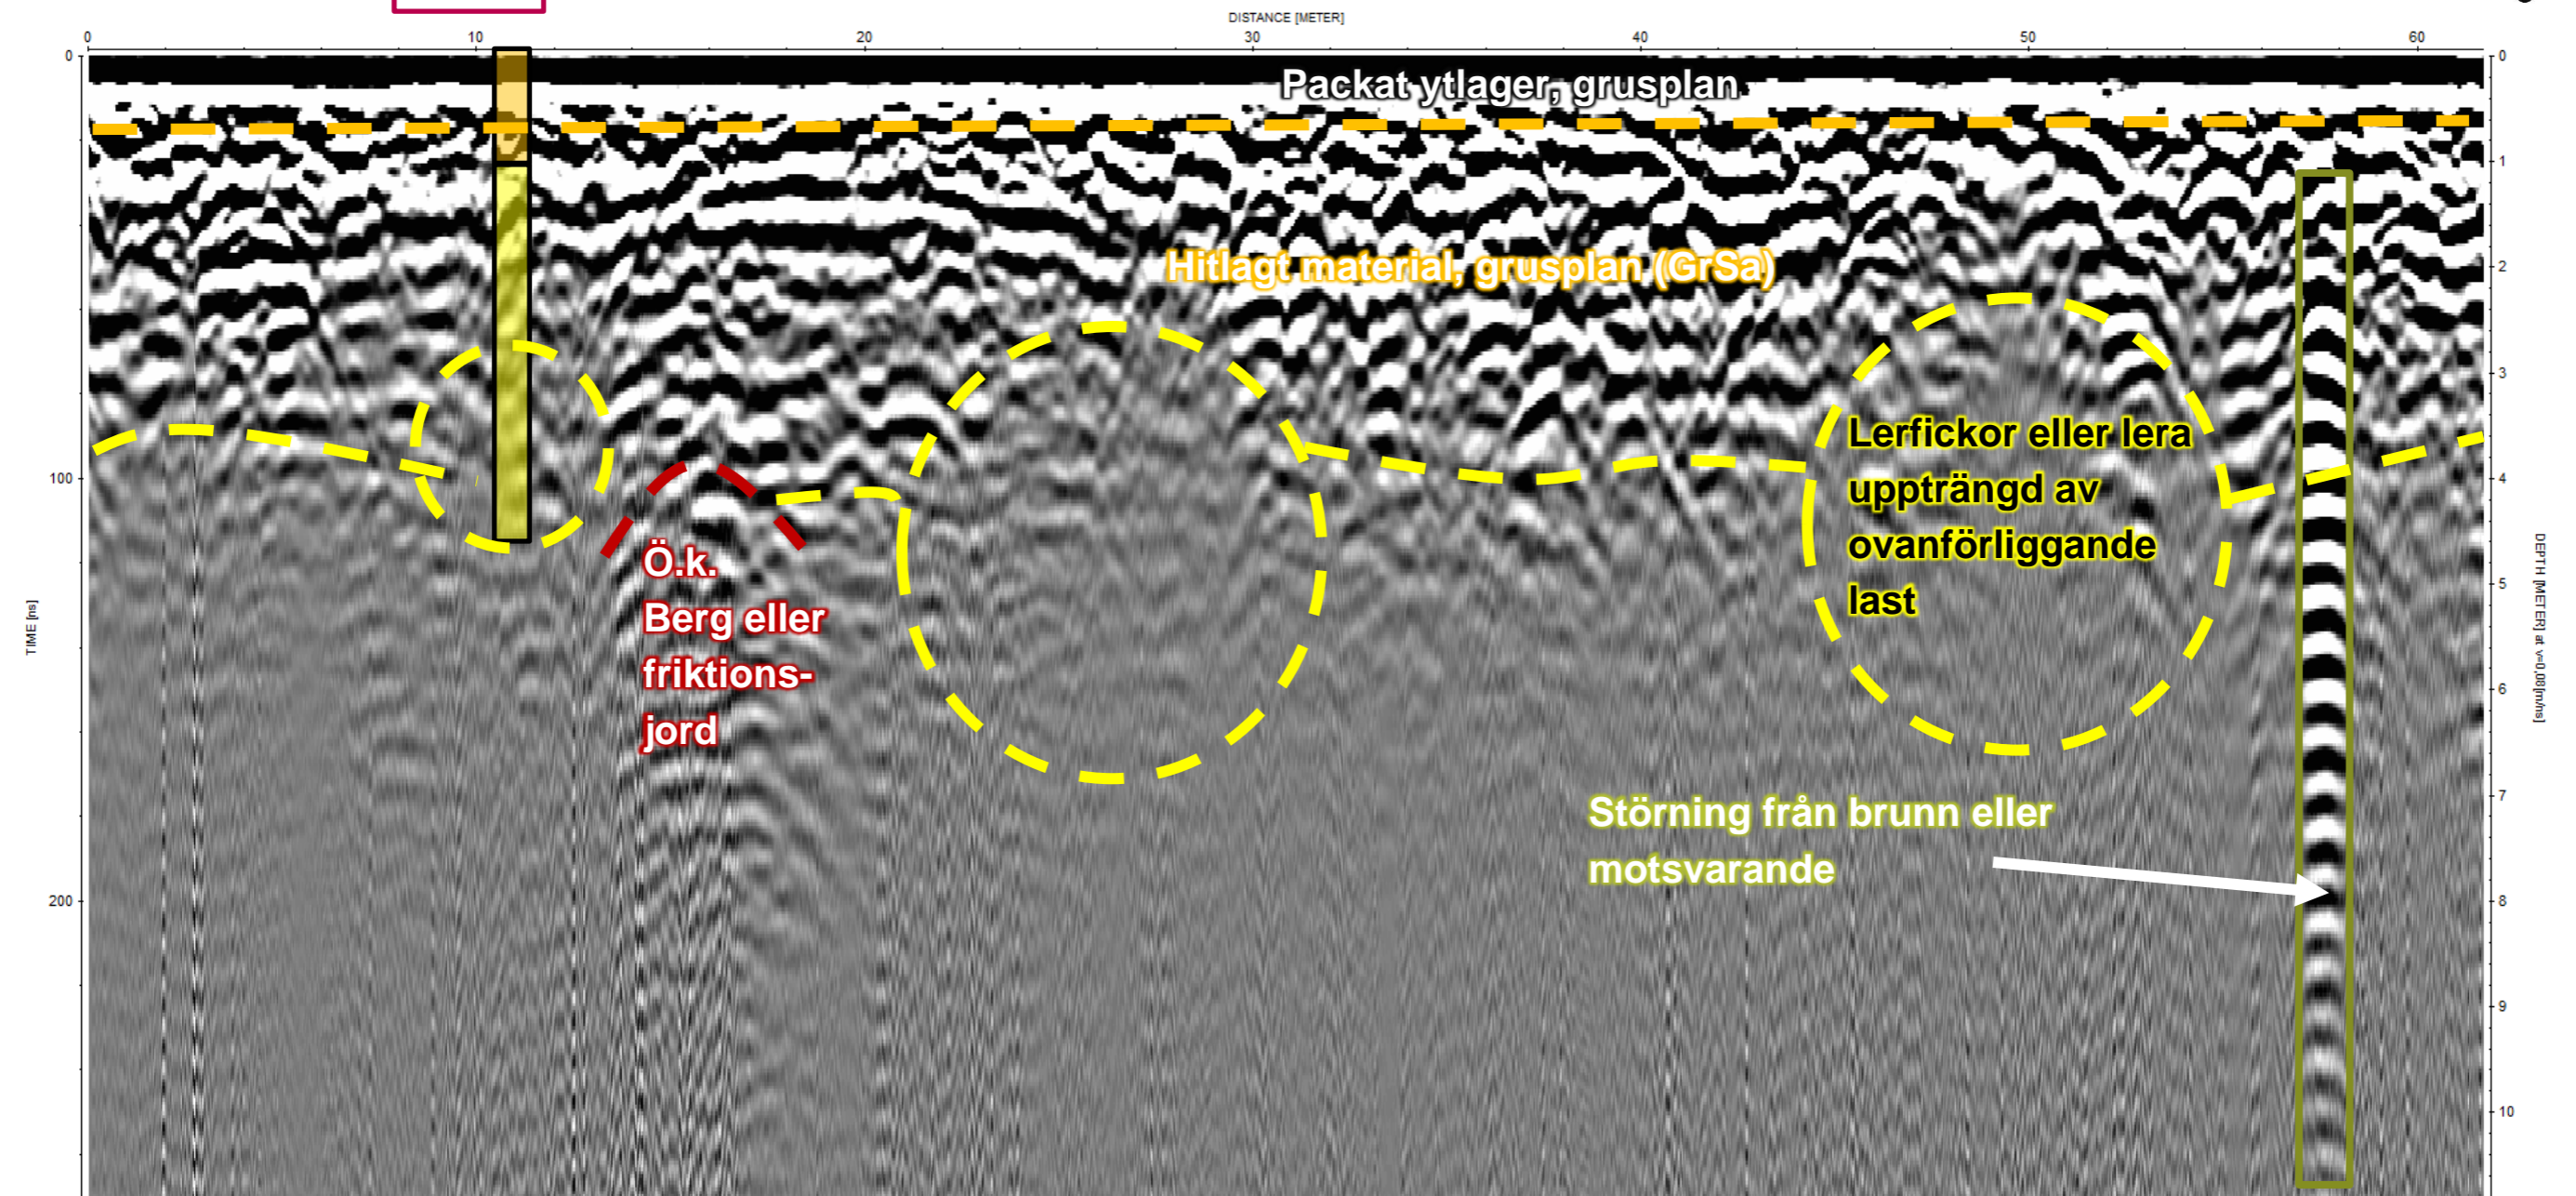 DISTANCE [METER]
0 10 20 30 40 50 60
0
0
Packat ytlager, grusplan
1
Hitlagt material, grusplan (GrSa)
2
3
Lerfickor eller lera
uppträngd av
ovanförliggande
last
100
4
Ö.k.
Berg eller
friktions-
jord
5
TIME [ns]
DEPTH [METER] at v=0,08[m/ns]
6
7
Störning från brunn eller
motsvarande
200
8
9
10